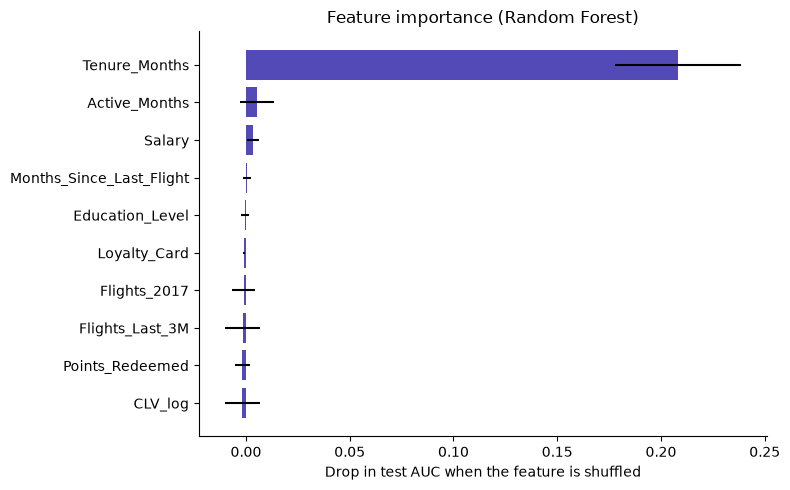 Feature importance (Random Forest)
Tenure_Months
Active_Months
Salary
Months_Since_Last_Flight
Education_Level
Loyalty_Card
Flights_2017
Flights_Last_3M
Points_Redeemed
CLV_log
0.00 0.05 0.10 0.15 0.20 0.25
Drop in test AUC when the feature is shuffled